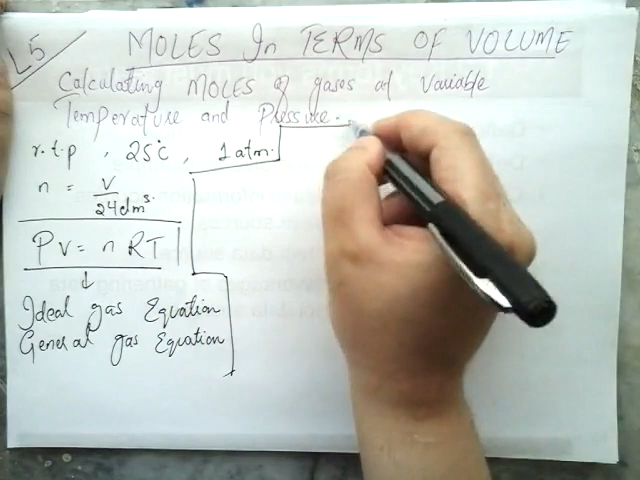 L5
MOLES In TERMS OF VOLUME
Calculating MOLES of gases at Variable
Temperature and Pressure.
r.t.p , 25°C , 1 atm.
n = V
24dm³.
PV = n RT
↓
Ideal gas Equation
General gas Equation